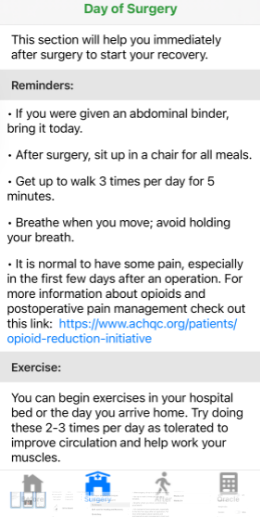 Day of Surgery
This section will help you immediately
after surgery to start your recovery.
Reminders:
• If you were given an abdominal binder,
bring it today.
• After surgery, sit up in a chair for all meals.
• Get up to walk 3 times per day for 5
minutes.
• Breathe when you move; avoid holding
your breath.
• It is normal to have some pain, especially
in the first few days after an operation. For
more information about opioids and
postoperative pain management check out
this link: https://www.achqc.org/patients/
opioid-reduction-initiative
Exercise:
You can begin exercises in your hospital
bed or the day you arrive home. Try doing
these 2-3 times per day as tolerated to
improve circulation and help work your
muscles.
Surgery
After